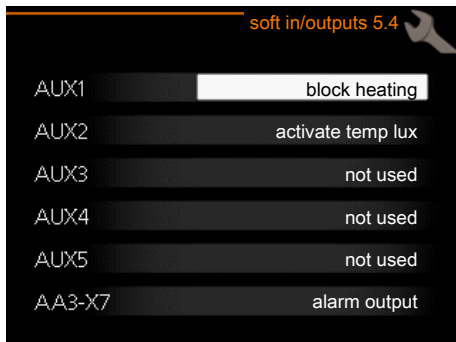 soft in/outputs 5.4
AUX1 block heating
AUX2 activate temp lux
AUX3 not used
AUX4 not used
AUX5 not used
AA3-X7 alarm output